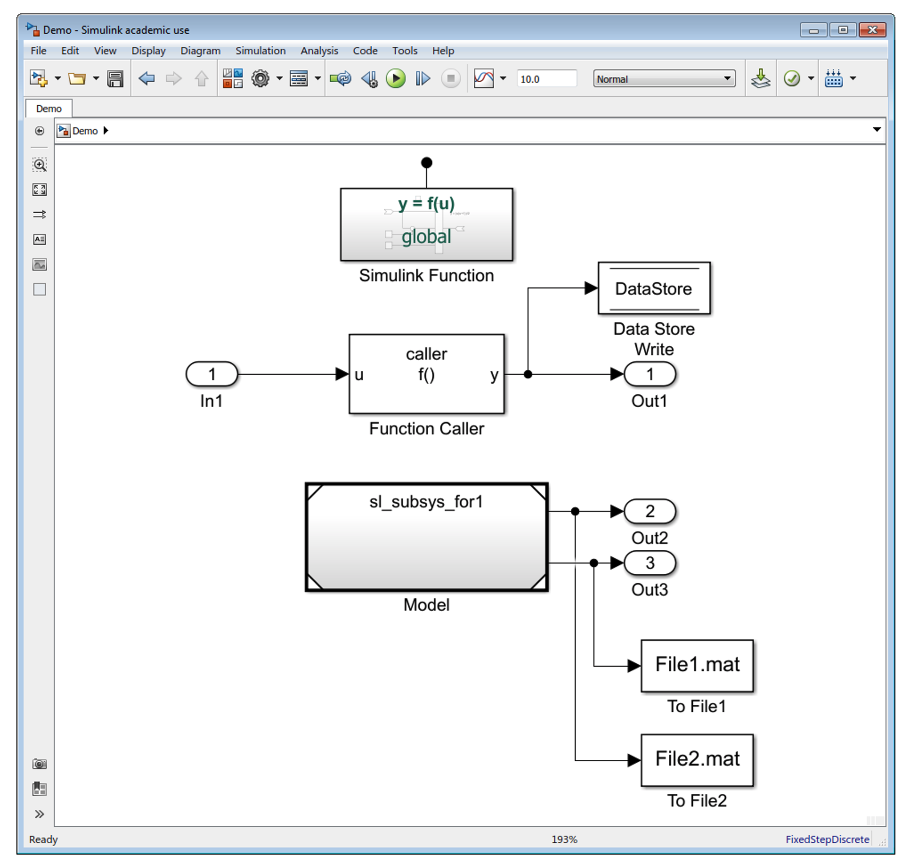 Demo - Simulink academic use
File Edit View Display Diagram Simulation Analysis Code Tools Help
10.0 Normal
Demo
Demo
y = f(u)
global
Simulink Function
DataStore
Data Store
Write
caller
f()
u
y
1
In1
Function Caller
1
Out1
sl_subsys_for1
Model
2
Out2
3
Out3
File1.mat
To File1
File2.mat
To File2
Ready 193% FixedStepDiscrete